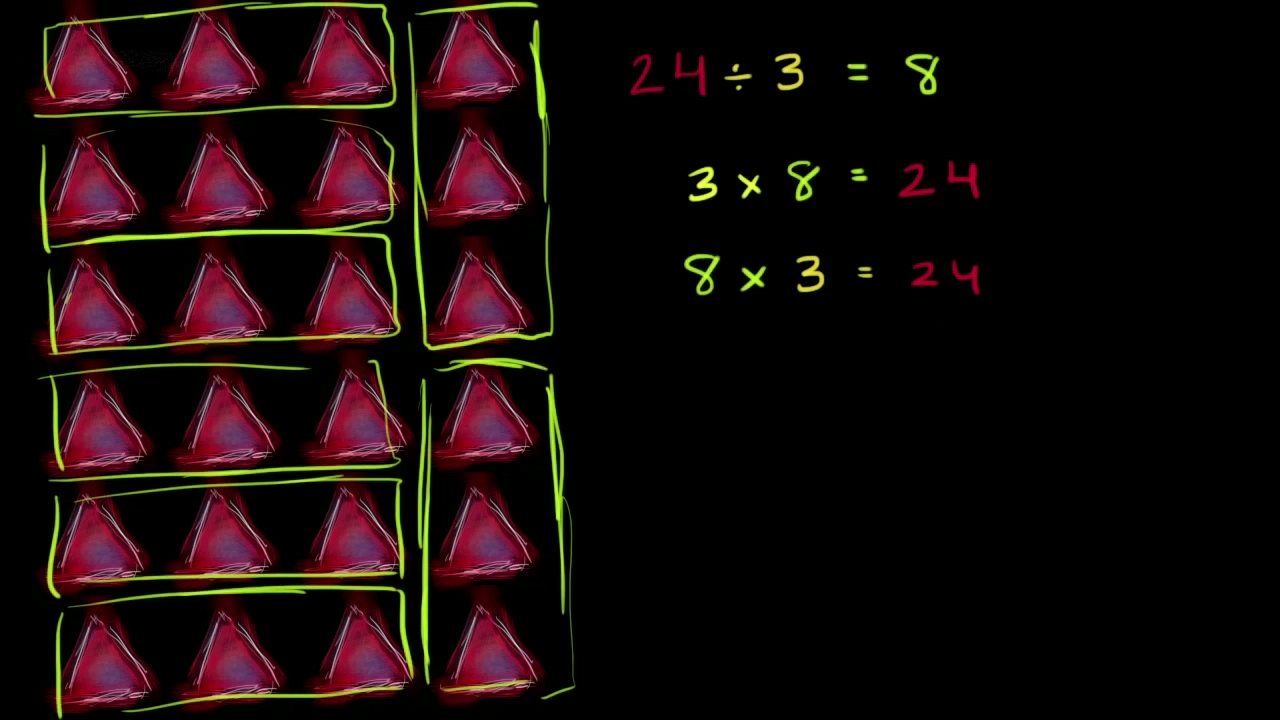 24 ÷ 3 = 8
3 × 8 = 24
8 × 3 = 24